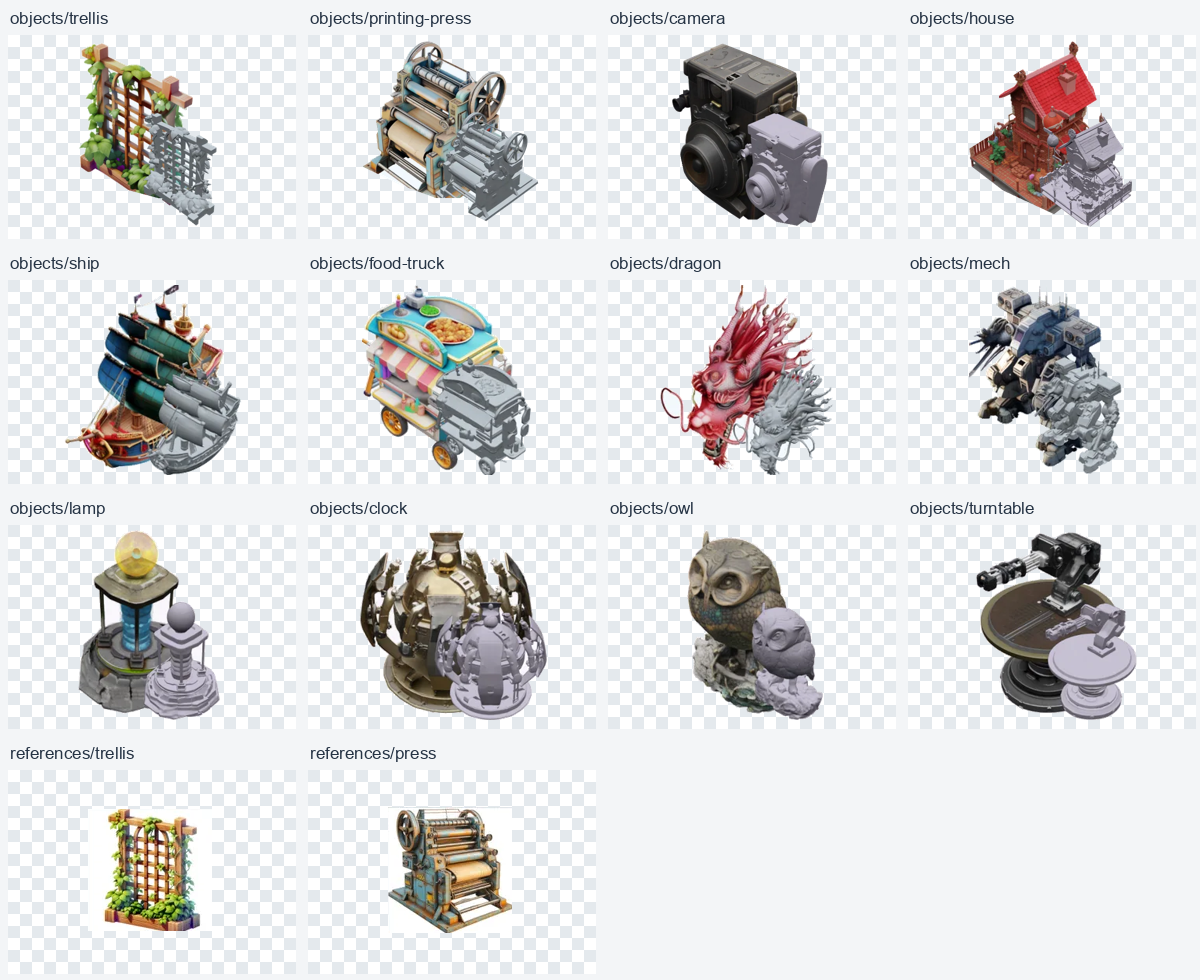 objects/trellis
objects/printing-press
objects/camera
objects/house
objects/ship
objects/food-truck
objects/dragon
objects/mech
objects/lamp
objects/clock
objects/owl
objects/turntable
references/trellis
references/press